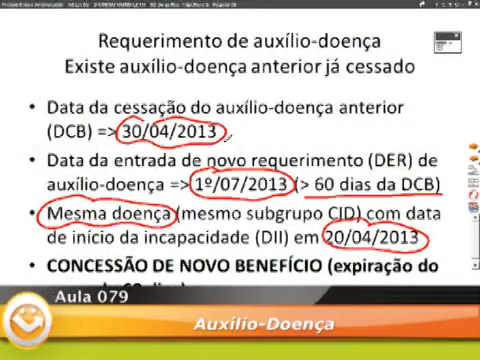 Requerimento de auxílio-doença
Existe auxílio-doença anterior já cessado
• Data da cessação do auxílio-doença anterior
(DCB) => 30/04/2013
• Data da entrada de novo requerimento (DER) de
auxílio-doença => 1º/07/2013 (> 60 dias da DCB)
• Mesma doença (mesmo subgrupo CID) com data
de início da incapacidade (DII) em 20/04/2013
• CONCESSÃO DE NOVO BENEFÍCIO (expiração do
Aula 079
Auxílio-Doença